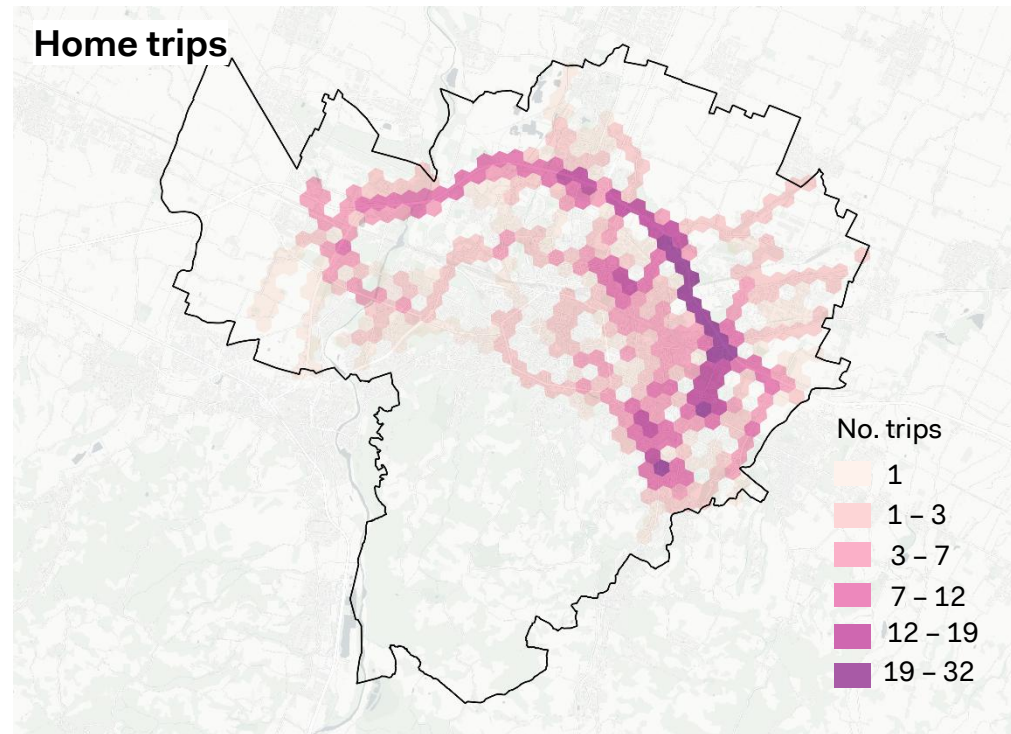 Home trips
No. trips
1
1 – 3
3 – 7
7 – 12
12 – 19
19 – 32